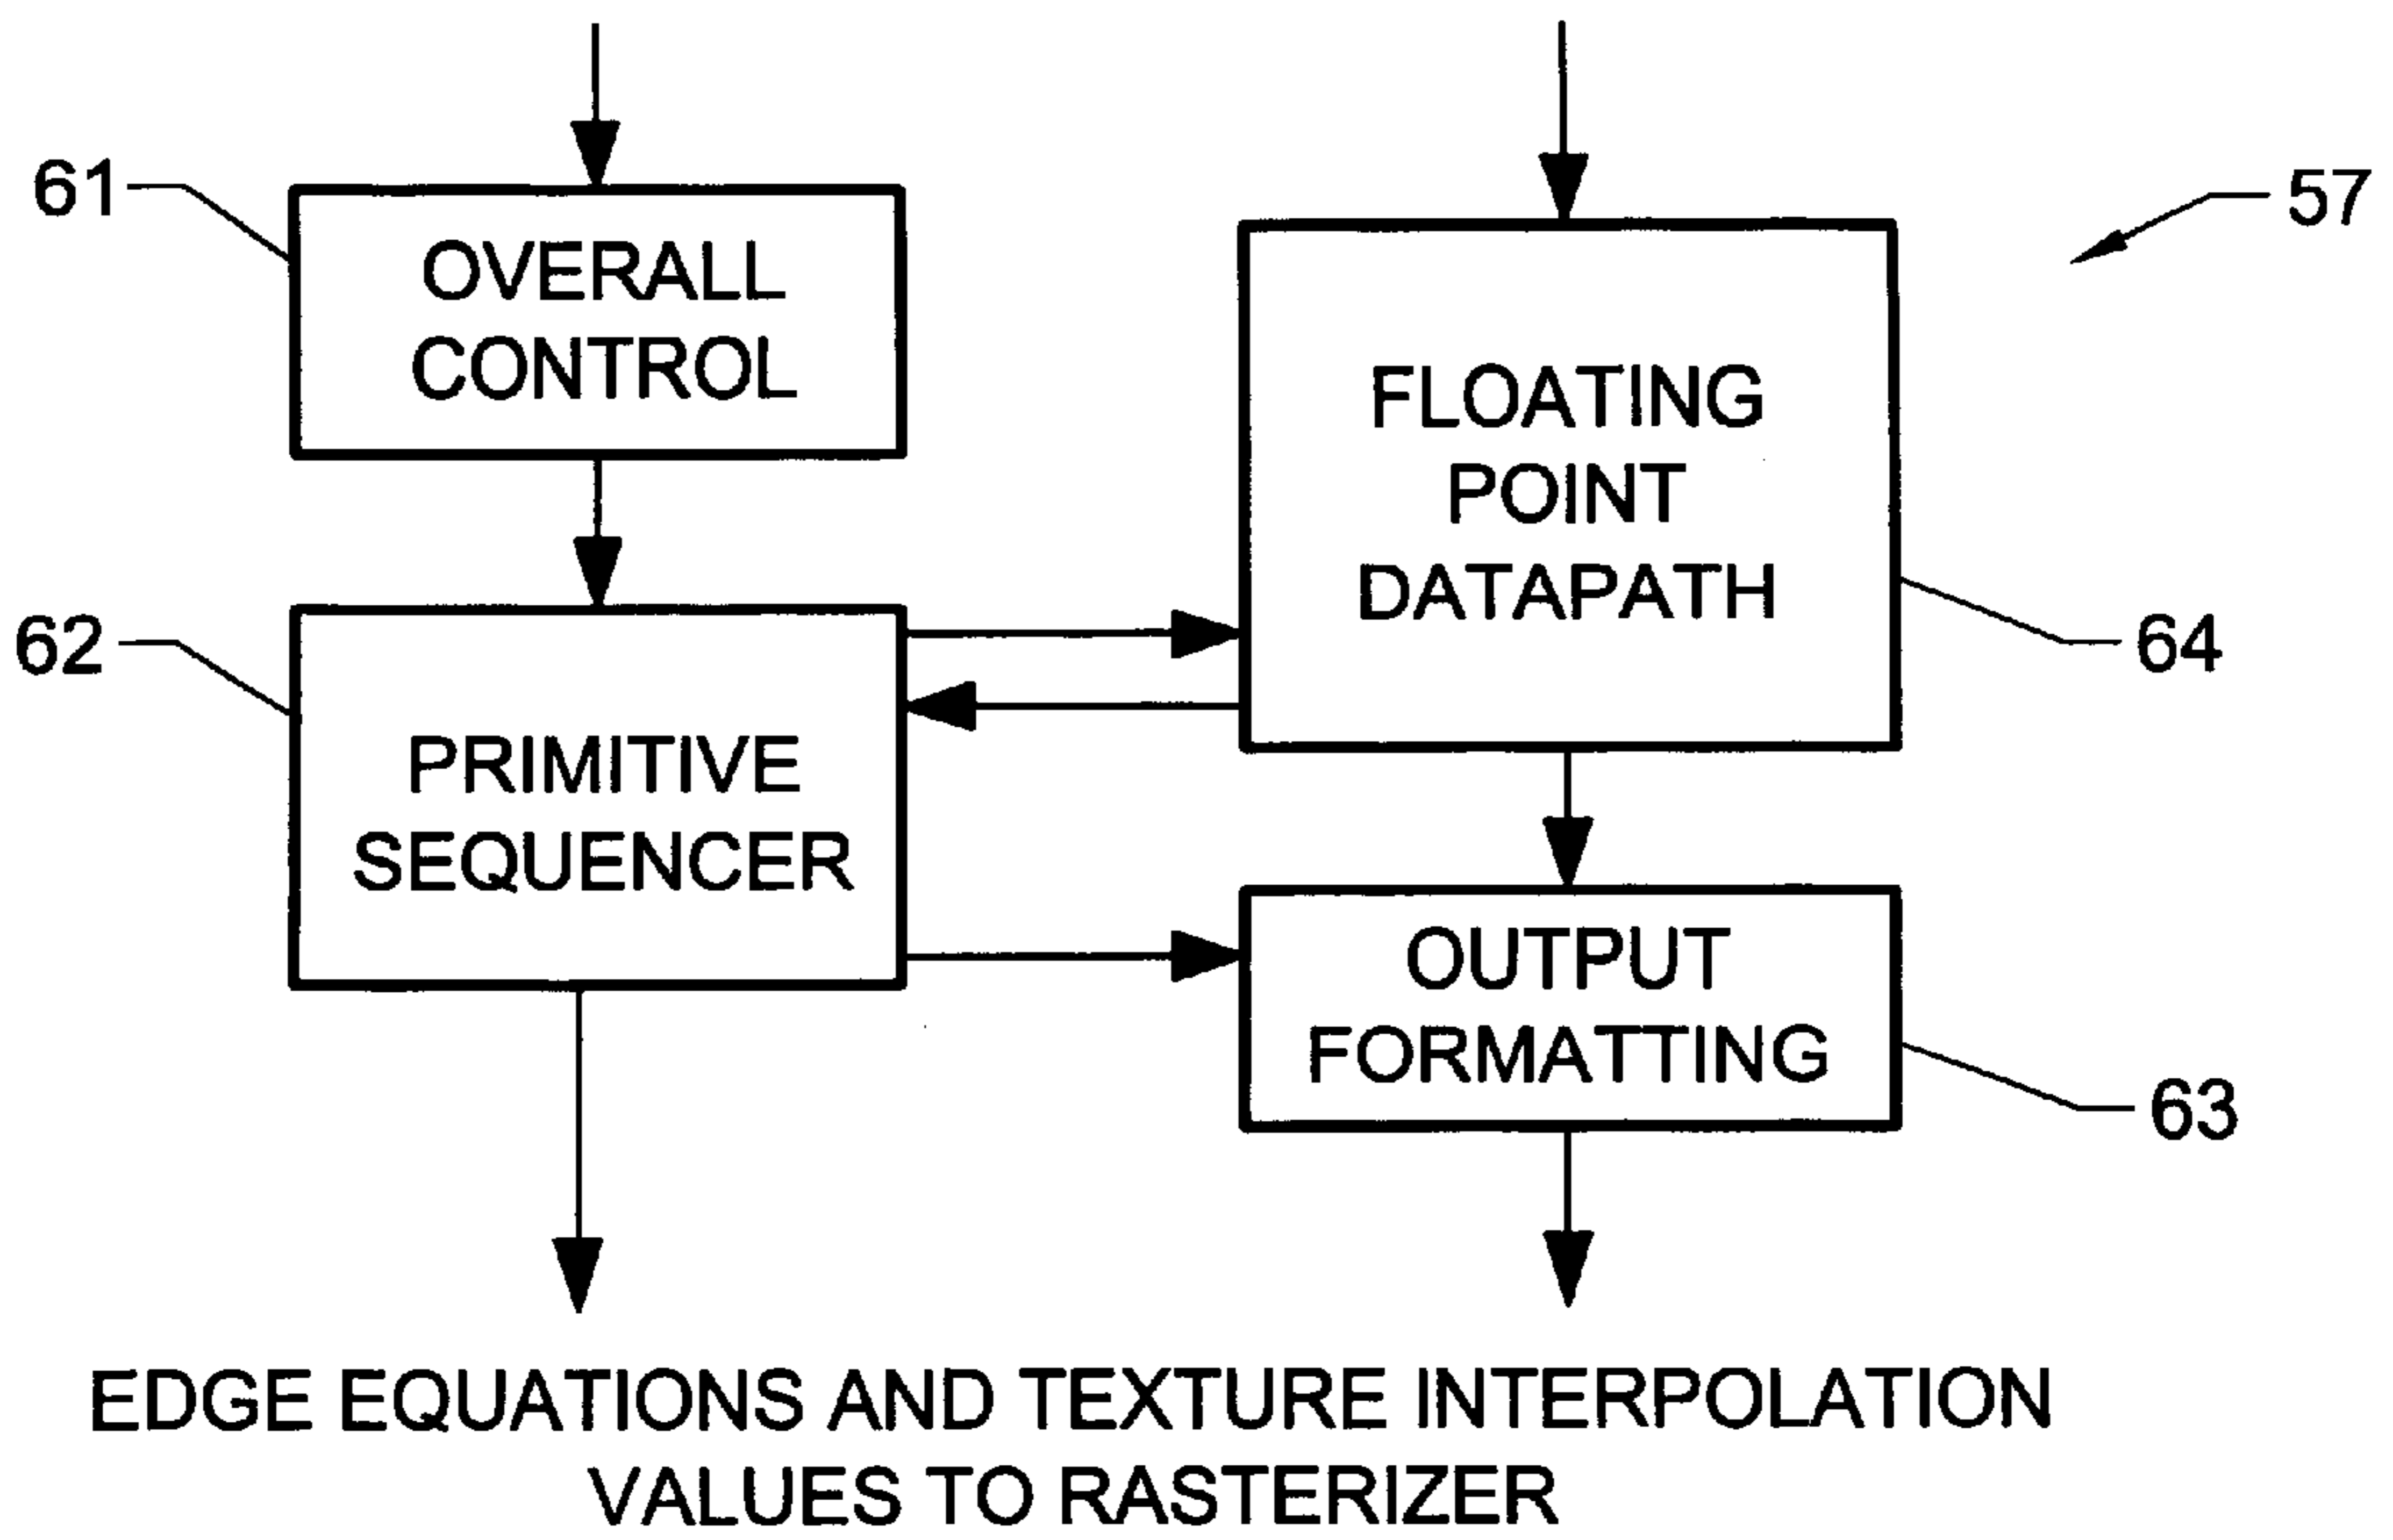 61
OVERALL
CONTROL
57
FLOATING
POINT
DATAPATH
62
64
PRIMITIVE
SEQUENCER
OUTPUT
FORMATTING
63
EDGE EQUATIONS AND TEXTURE INTERPOLATION
VALUES TO RASTERIZER